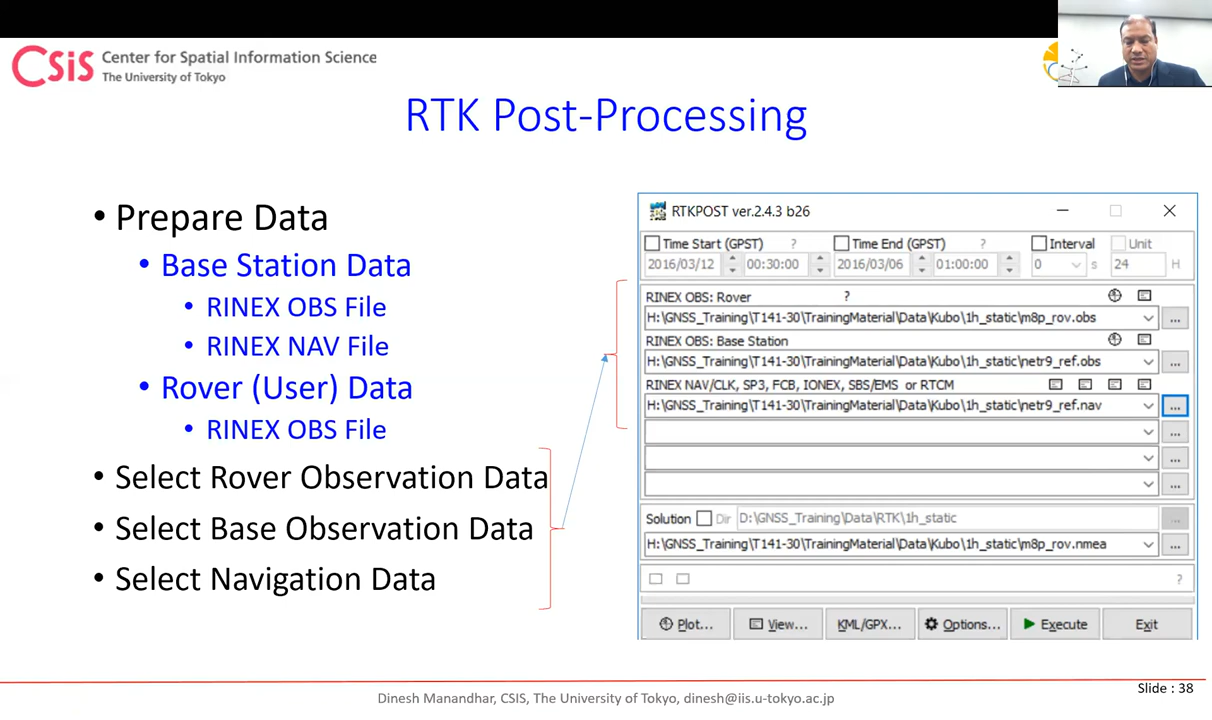 CSiS Center for Spatial Information Science
The University of Tokyo
RTK Post-Processing
• Prepare Data
• Base Station Data
• RINEX OBS File
• RINEX NAV File
• Rover (User) Data
• RINEX OBS File
• Select Rover Observation Data
• Select Base Observation Data
• Select Navigation Data
RTKPOST ver.2.4.3 b26
Time Start (GPST) ? Time End (GPST) ? Interval Unit
2016/03/12 00:30:00 2016/03/06 01:00:00 0 s 24 H
RINEX OBS: Rover ?
H:\GNSS_Training\T141-30\TrainingMaterial\Data\Kubo\1h_static\m8p_rov.obs ...
RINEX OBS: Base Station
H:\GNSS_Training\T141-30\TrainingMaterial\Data\Kubo\1h_static\netr9_ref.obs ...
RINEX NAV/CLK, SP3, FCB, IONEX, SBS/EMS or RTCM
H:\GNSS_Training\T141-30\TrainingMaterial\Data\Kubo\1h_static\netr9_ref.nav ...
...
...
...
Solution Dir D:\GNSS_Training\Data\RTK\1h_static ...
H:\GNSS_Training\T141-30\TrainingMaterial\Data\Kubo\1h_static\m8p_rov.nmea ...
?
Plot... View... KML/GPX... Options... Execute Exit
Dinesh Manandhar, CSIS, The University of Tokyo, dinesh@iis.u-tokyo.ac.jp
Slide : 38